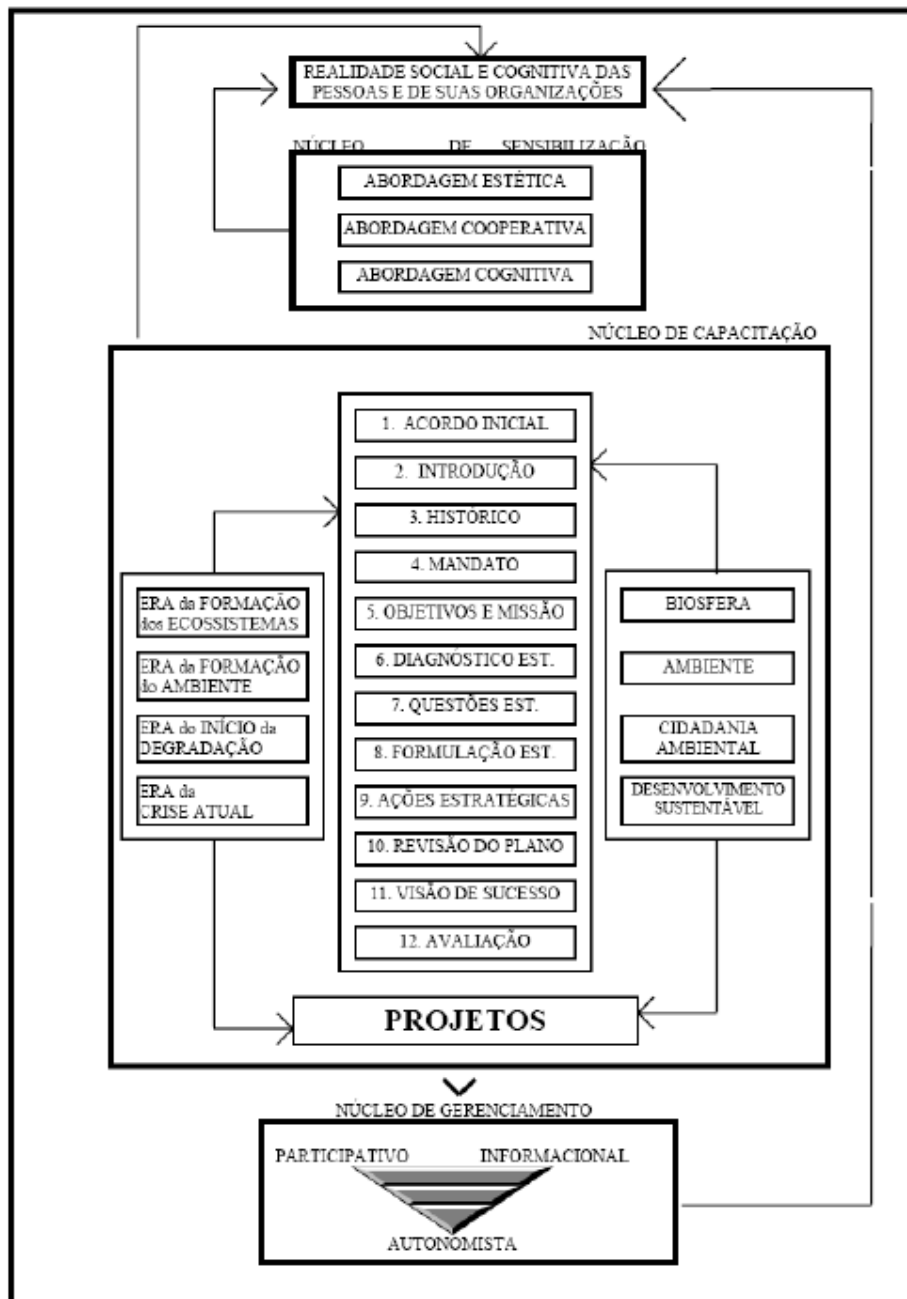 REALIDADE SOCIAL E COGNITIVA DAS
PESSOAS E DE SUAS ORGANIZAÇÕES
NÚCLEO DE SENSIBILIZAÇÃO
ABORDAGEM ESTÉTICA
ABORDAGEM COOPERATIVA
ABORDAGEM COGNITIVA
NÚCLEO DE CAPACITAÇÃO
1. ACORDO INICIAL
2. INTRODUÇÃO
3. HISTÓRICO
4. MANDATO
5. OBJETIVOS E MISSÃO
6. DIAGNÓSTICO EST.
7. QUESTÕES EST.
8. FORMULAÇÃO EST.
9. AÇÕES ESTRATÉGICAS
10. REVISÃO DO PLANO
11. VISÃO DE SUCESSO
12. AVALIAÇÃO
ERA da FORMAÇÃO
dos ECOSSISTEMAS
ERA da FORMAÇÃO
do AMBIENTE
ERA do INÍCIO da
DEGRADAÇÃO
ERA da
CRISE ATUAL
BIOSFERA
AMBIENTE
CIDADANIA
AMBIENTAL
DESENVOLVIMENTO
SUSTENTÁVEL
PROJETOS
NÚCLEO DE GERENCIAMENTO
PARTICIPATIVO
INFORMACIONAL
AUTONOMISTA